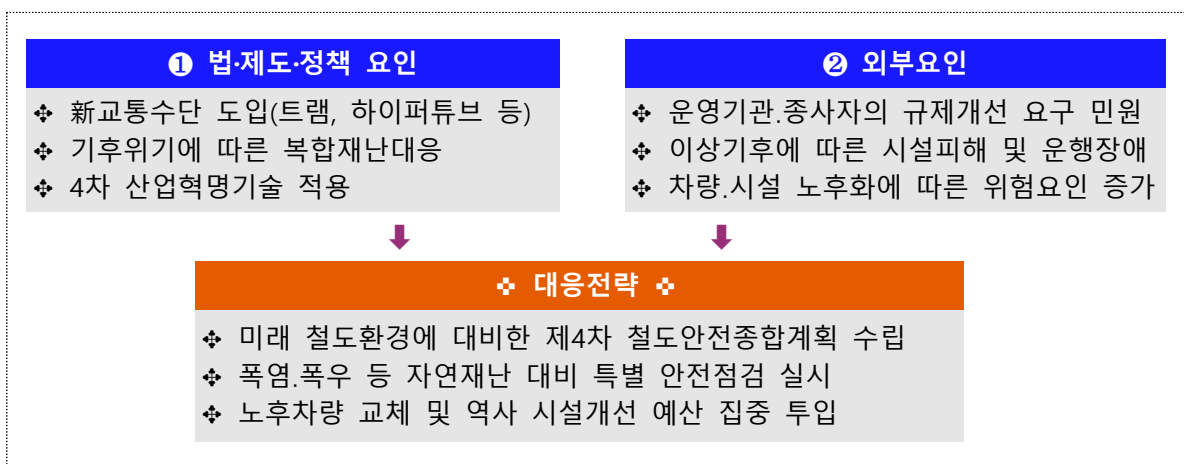 ❶ 법·제도·정책 요인
✥ 新교통수단 도입(트램, 하이퍼튜브 등)
✥ 기후위기에 따른 복합재난대응
✥ 4차 산업혁명기술 적용
❷ 외부요인
✥ 운영기관.종사자의 규제개선 요구 민원
✥ 이상기후에 따른 시설피해 및 운행장애
✥ 차량.시설 노후화에 따른 위험요인 증가
⬇ ⬇
✣ 대응전략 ✣
✥ 미래 철도환경에 대비한 제4차 철도안전종합계획 수립
✥ 폭염.폭우 등 자연재난 대비 특별 안전점검 실시
✥ 노후차량 교체 및 역사 시설개선 예산 집중 투입